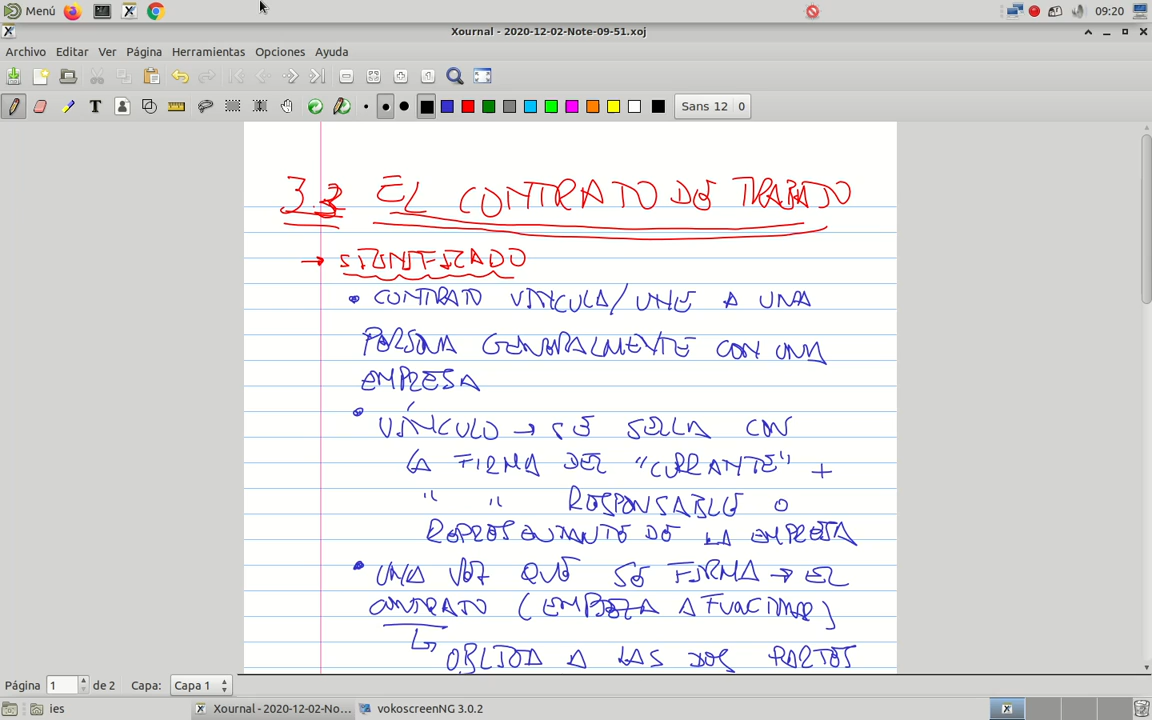 Menú 09:20
Xournal - 2020-12-02-Note-09-51.xoj
Archivo Editar Ver Página Herramientas Opciones Ayuda
Sans 12 0
3.3 EL CONTRATO DE TRABAJO
→ SIGNIFICADO
• CONTRATO VINCULA/UNE A UNA
PERSONA GENERALMENTE CON UNA
EMPRESA
• VÍNCULO → SE SELLA CON
LA FIRMA DEL "CURRANTE" +
" " RESPONSABLE O
REPRESENTANTE DE LA EMPRESA
• UNA VEZ QUE SE FIRMA → EL
CONTRATO (EMPIEZA A FUNCIONAR)
↳ OBLIGA A LAS DOS PARTES
Página 1 de 2 Capa: Capa 1
ies Xournal - 2020-12-02-No... vokoscreenNG 3.0.2